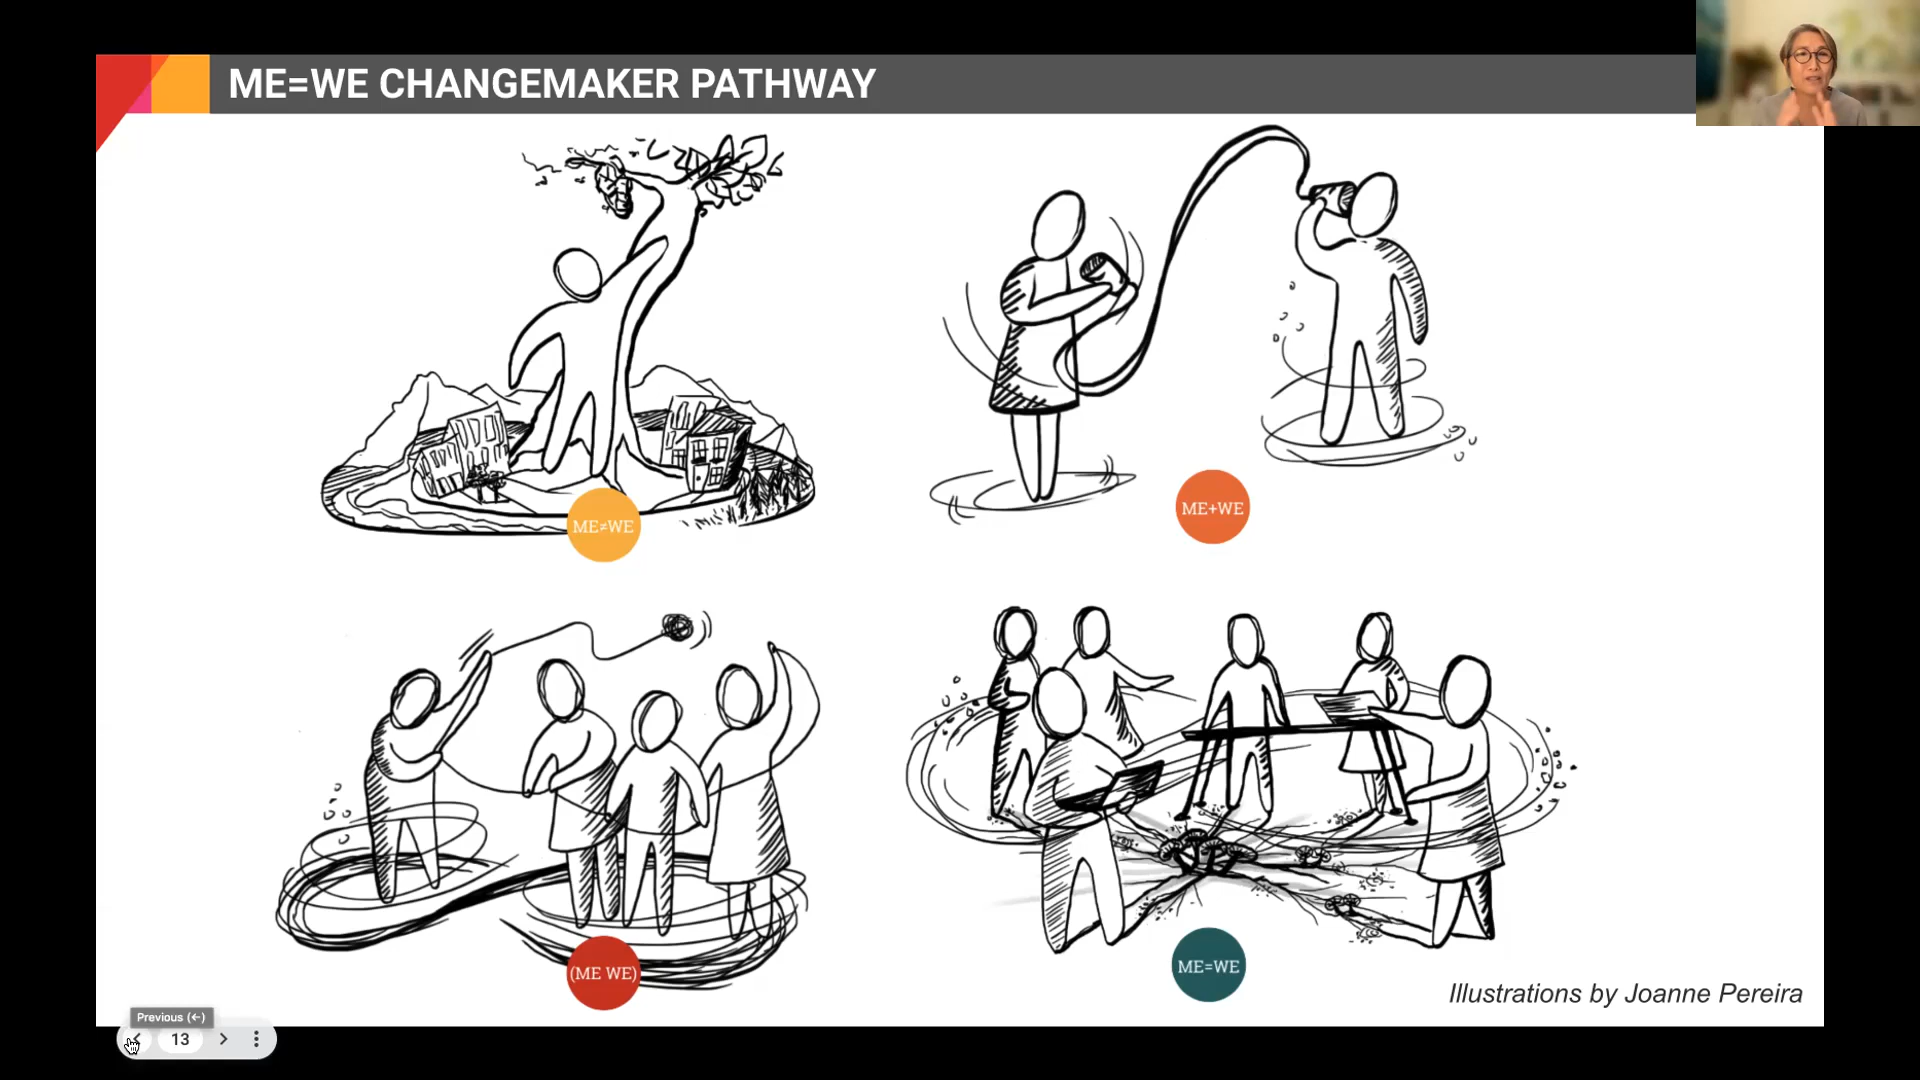 ME=WE CHANGEMAKER PATHWAY
ME≠WE
ME+WE
(ME WE)
ME=WE
Illustrations by Joanne Pereira
Previous (←)
13